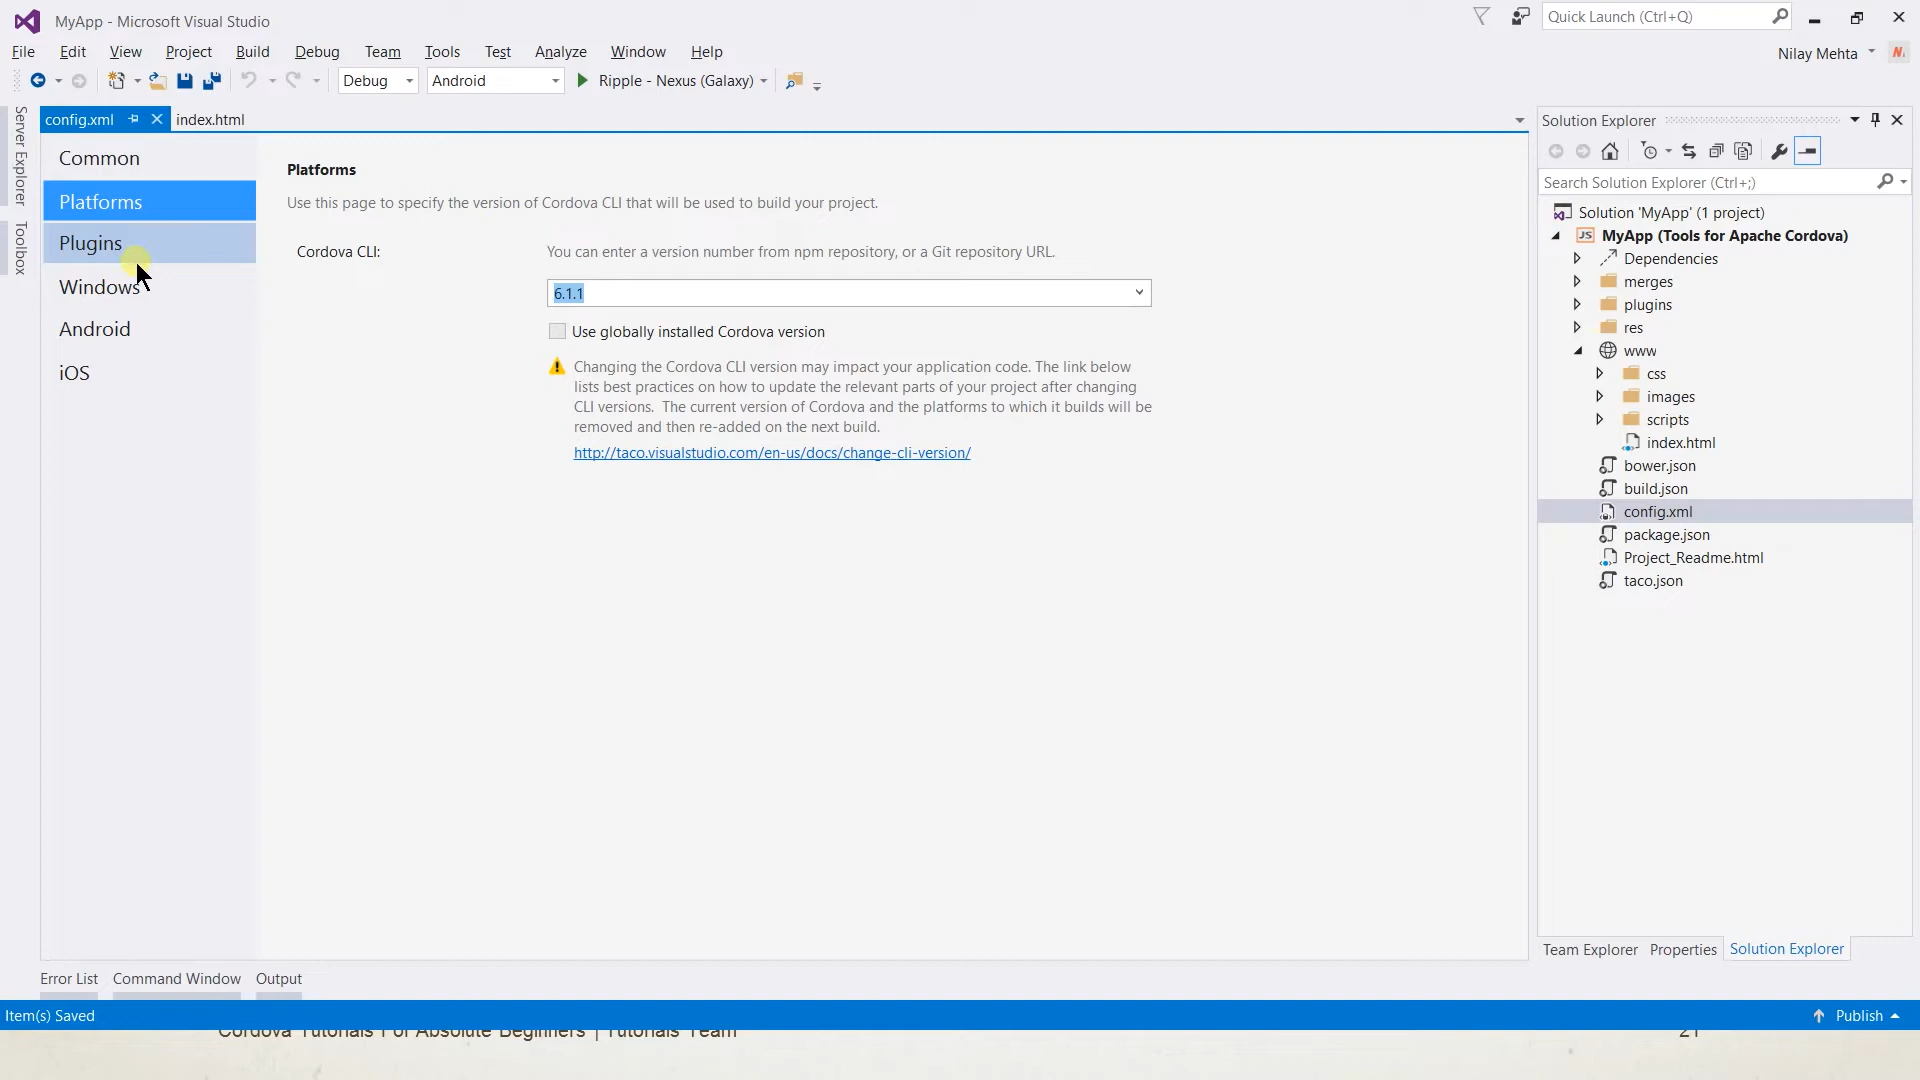 MyApp - Microsoft Visual Studio
Quick Launch (Ctrl+Q)
File Edit View Project Build Debug Team Tools Test Analyze Window Help
Nilay Mehta
Debug Android Ripple - Nexus (Galaxy)
Server Explorer
Toolbox
config.xml index.html
Common
Platforms
Plugins
Windows
Android
iOS
Platforms
Use this page to specify the version of Cordova CLI that will be used to build your project.
Cordova CLI:
You can enter a version number from npm repository, or a Git repository URL.
6.1.1
Use globally installed Cordova version
Changing the Cordova CLI version may impact your application code. The link below
lists best practices on how to update the relevant parts of your project after changing
CLI versions. The current version of Cordova and the platforms to which it builds will be
removed and then re-added on the next build.
http://taco.visualstudio.com/en-us/docs/change-cli-version/
Solution Explorer
Search Solution Explorer (Ctrl+;)
Solution 'MyApp' (1 project)
JS MyApp (Tools for Apache Cordova)
Dependencies
merges
plugins
res
www
css
images
scripts
index.html
bower.json
build.json
config.xml
package.json
Project_Readme.html
taco.json
Team Explorer Properties Solution Explorer
Error List Command Window Output
Item(s) Saved
Publish
Cordova Tutorials For Absolute Beginners | Tutorials Team
21